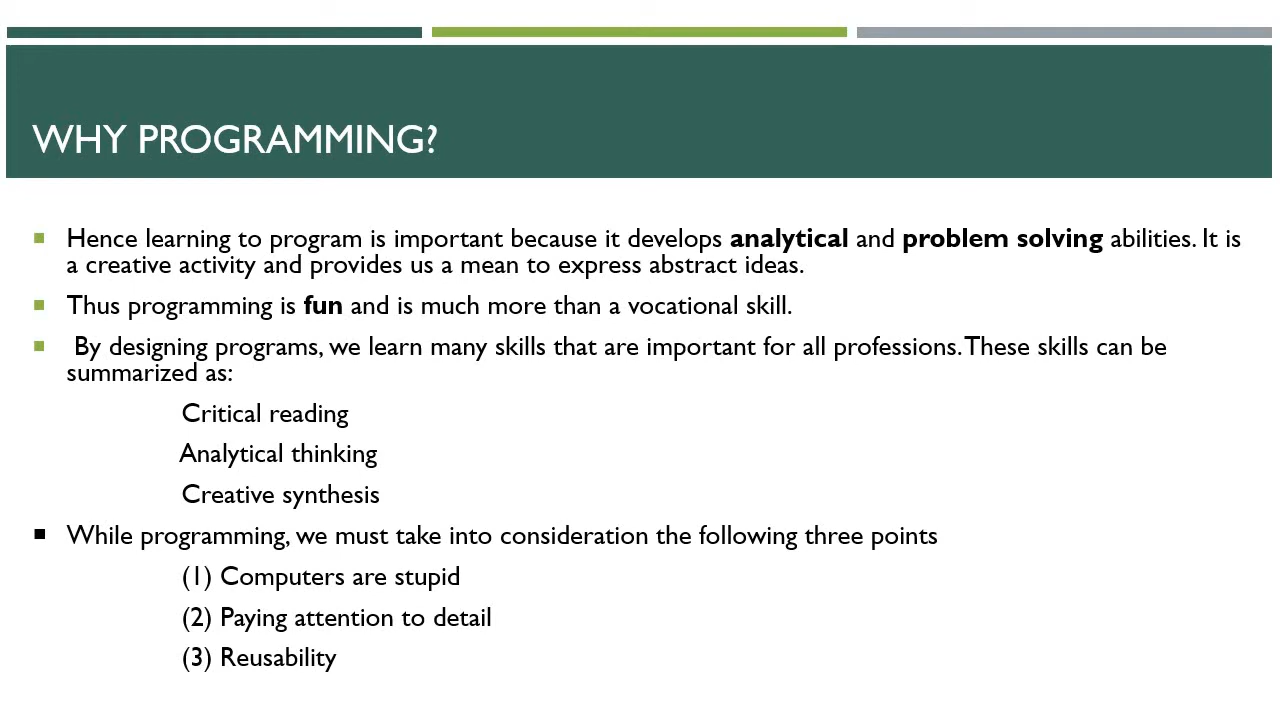 WHY PROGRAMMING?
Hence learning to program is important because it develops analytical and problem solving abilities. It is
a creative activity and provides us a mean to express abstract ideas.
Thus programming is fun and is much more than a vocational skill.
By designing programs, we learn many skills that are important for all professions. These skills can be
summarized as:
Critical reading
Analytical thinking
Creative synthesis
While programming, we must take into consideration the following three points
(1) Computers are stupid
(2) Paying attention to detail
(3) Reusability